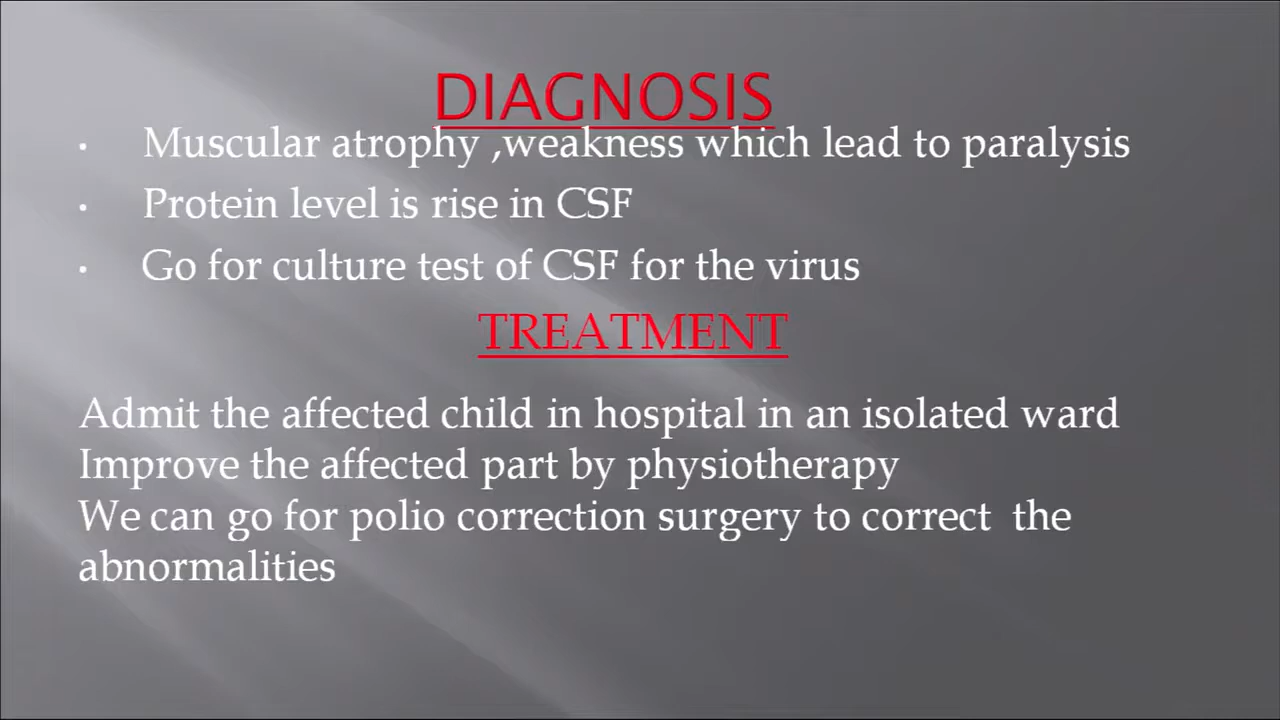 DIAGNOSIS
• Muscular atrophy ,weakness which lead to paralysis
• Protein level is rise in CSF
• Go for culture test of CSF for the virus
TREATMENT
Admit the affected child in hospital in an isolated ward
Improve the affected part by physiotherapy
We can go for polio correction surgery to correct  the
abnormalities